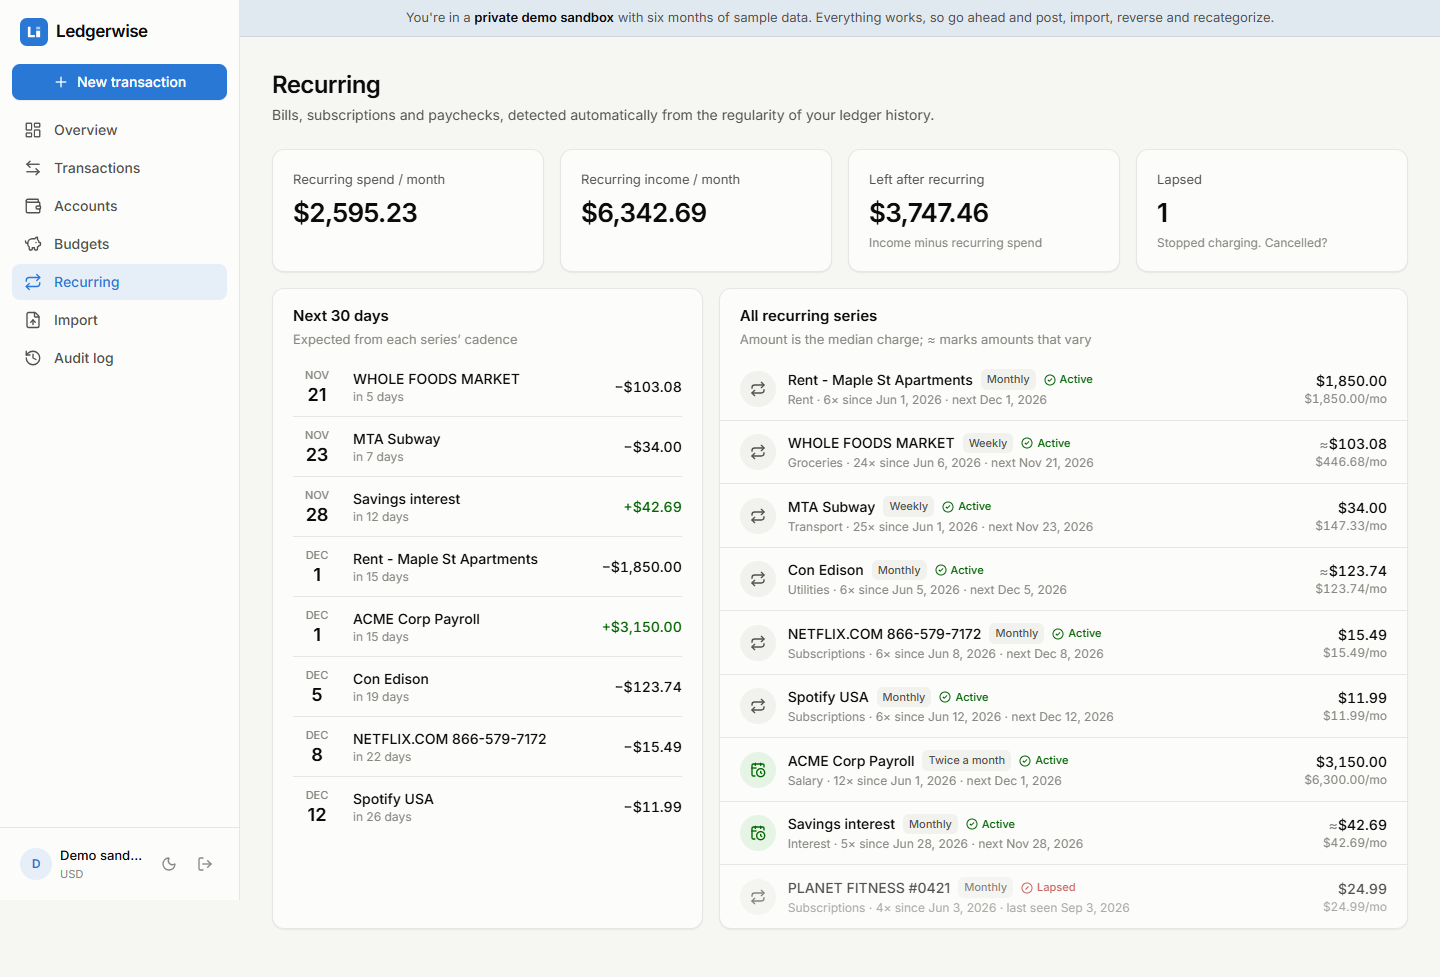 Li Ledgerwise
You're in a private demo sandbox with six months of sample data. Everything works, so go ahead and post, import, reverse and recategorize.
New transaction
Overview
Transactions
Accounts
Budgets
Recurring
Import
Audit log
D
Demo sand...
USD
Recurring
Bills, subscriptions and paychecks, detected automatically from the regularity of your ledger history.
Recurring spend / month
$2,595.23
Recurring income / month
$6,342.69
Left after recurring
$3,747.46
Income minus recurring spend
Lapsed
1
Stopped charging. Cancelled?
Next 30 days
Expected from each series’ cadence
NOV 21
WHOLE FOODS MARKET
in 5 days
−$103.08
NOV 23
MTA Subway
in 7 days
−$34.00
NOV 28
Savings interest
in 12 days
+$42.69
DEC 1
Rent - Maple St Apartments
in 15 days
−$1,850.00
DEC 1
ACME Corp Payroll
in 15 days
+$3,150.00
DEC 5
Con Edison
in 19 days
−$123.74
DEC 8
NETFLIX.COM 866-579-7172
in 22 days
−$15.49
DEC 12
Spotify USA
in 26 days
−$11.99
All recurring series
Amount is the median charge; ≈ marks amounts that vary
Rent - Maple St Apartments Monthly Active $1,850.00
Rent · 6× since Jun 1, 2026 · next Dec 1, 2026 $1,850.00/mo
WHOLE FOODS MARKET Weekly Active ≈$103.08
Groceries · 24× since Jun 6, 2026 · next Nov 21, 2026 $446.68/mo
MTA Subway Weekly Active $34.00
Transport · 25× since Jun 1, 2026 · next Nov 23, 2026 $147.33/mo
Con Edison Monthly Active ≈$123.74
Utilities · 6× since Jun 5, 2026 · next Dec 5, 2026 $123.74/mo
NETFLIX.COM 866-579-7172 Monthly Active $15.49
Subscriptions · 6× since Jun 8, 2026 · next Dec 8, 2026 $15.49/mo
Spotify USA Monthly Active $11.99
Subscriptions · 6× since Jun 12, 2026 · next Dec 12, 2026 $11.99/mo
ACME Corp Payroll Twice a month Active $3,150.00
Salary · 12× since Jun 1, 2026 · next Dec 1, 2026 $6,300.00/mo
Savings interest Monthly Active ≈$42.69
Interest · 5× since Jun 28, 2026 · next Nov 28, 2026 $42.69/mo
PLANET FITNESS #0421 Monthly Lapsed $24.99
Subscriptions · 4× since Jun 3, 2026 · last seen Sep 3, 2026 $24.99/mo